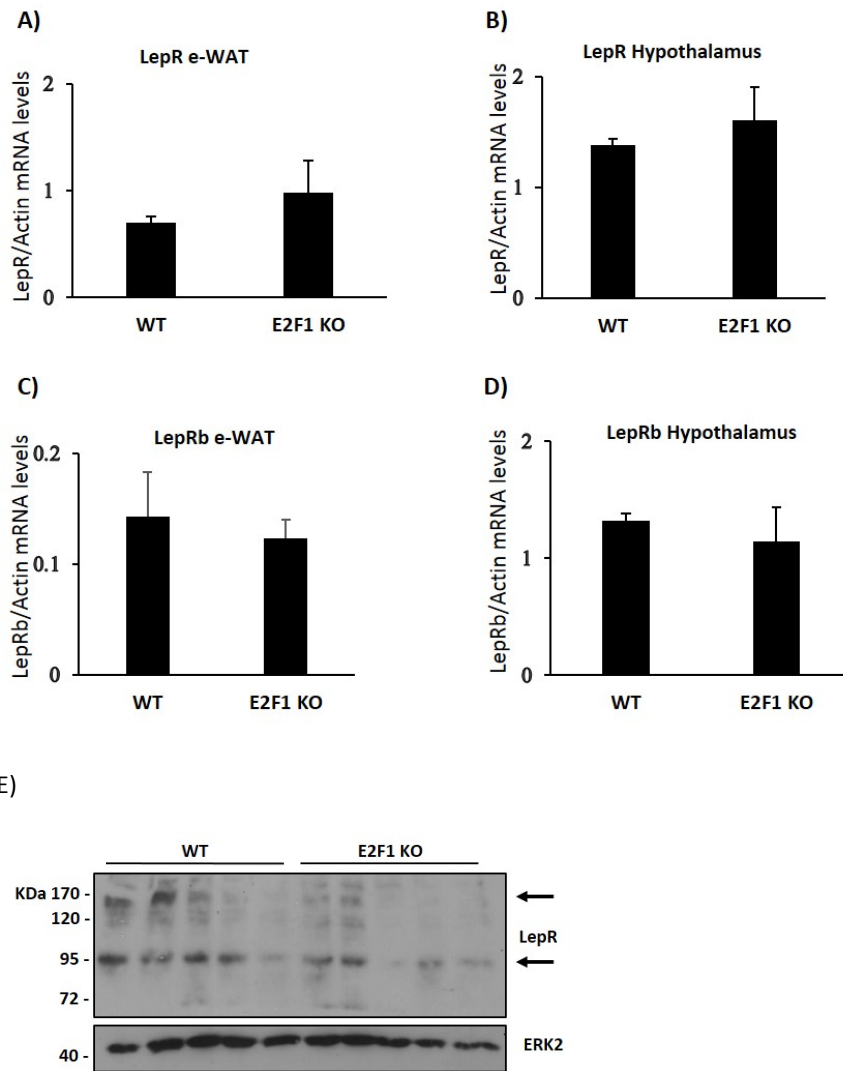 A)
LepR e-WAT
LepR/Actin mRNA levels
2
1
0
WT
E2F1 KO
B)
LepR Hypothalamus
LepR/Actin mRNA levels
2
1
0
WT
E2F1 KO
C)
LepRb e-WAT
LepRb/Actin mRNA levels
0.2
0.1
0
WT
E2F1 KO
D)
LepRb Hypothalamus
LepRb/Actin mRNA levels
2
1
0
WT
E2F1 KO
E)
WT
E2F1 KO
KDa 170 -
120 -
LepR
95 -
72 -
ERK2
40 -